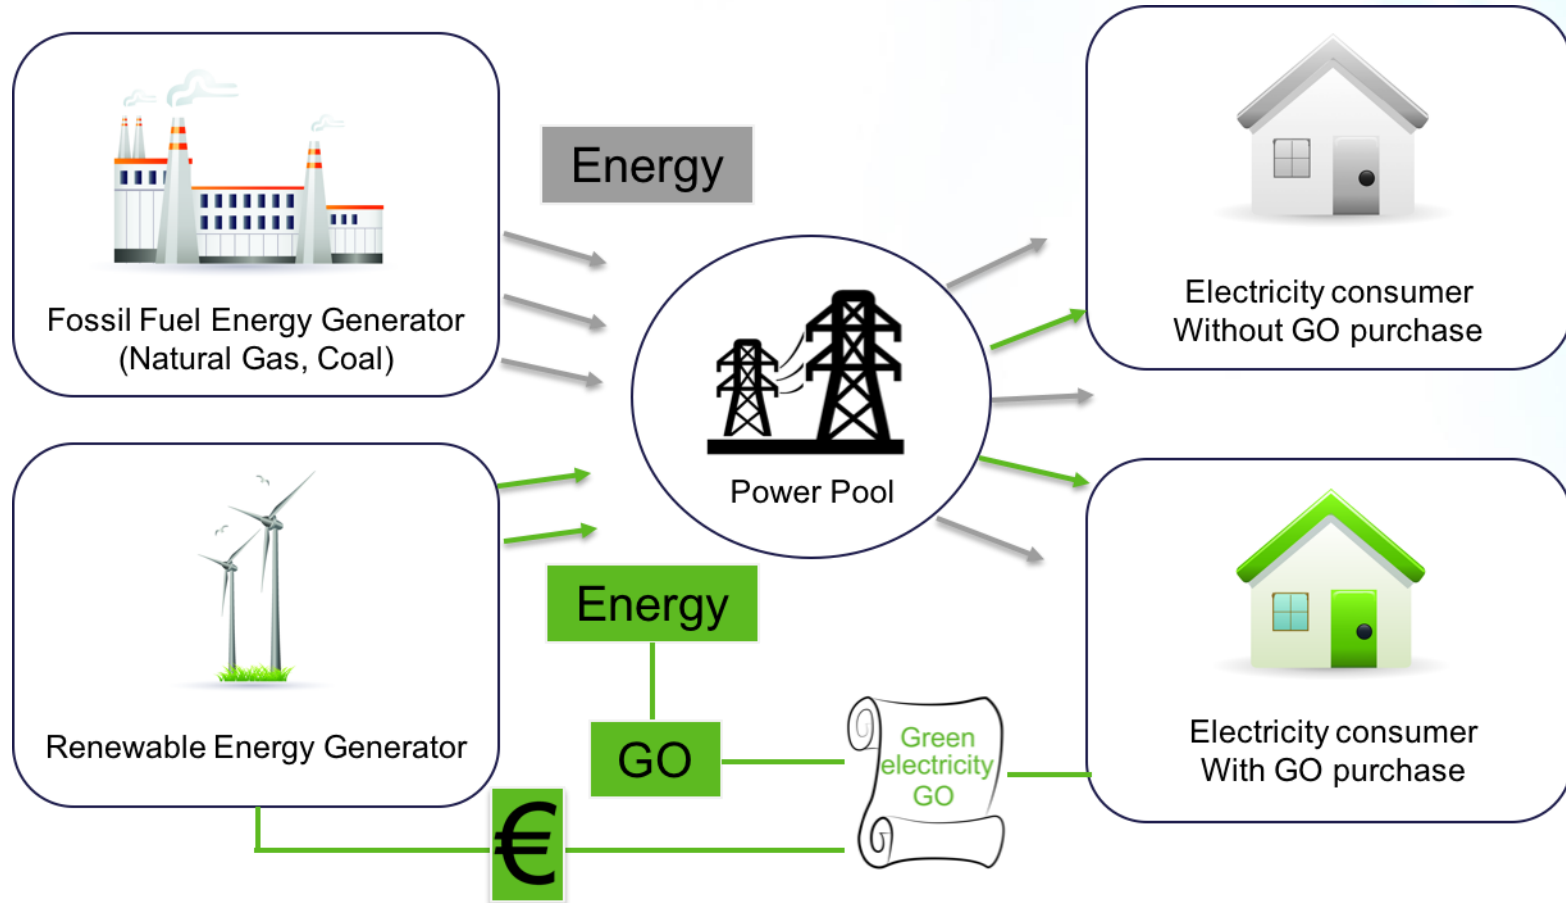 Energy
Fossil Fuel Energy Generator
(Natural Gas, Coal)
Electricity consumer
Without GO purchase
Power Pool
Energy
Renewable Energy Generator
GO
Green
electricity
GO
Electricity consumer
With GO purchase
€